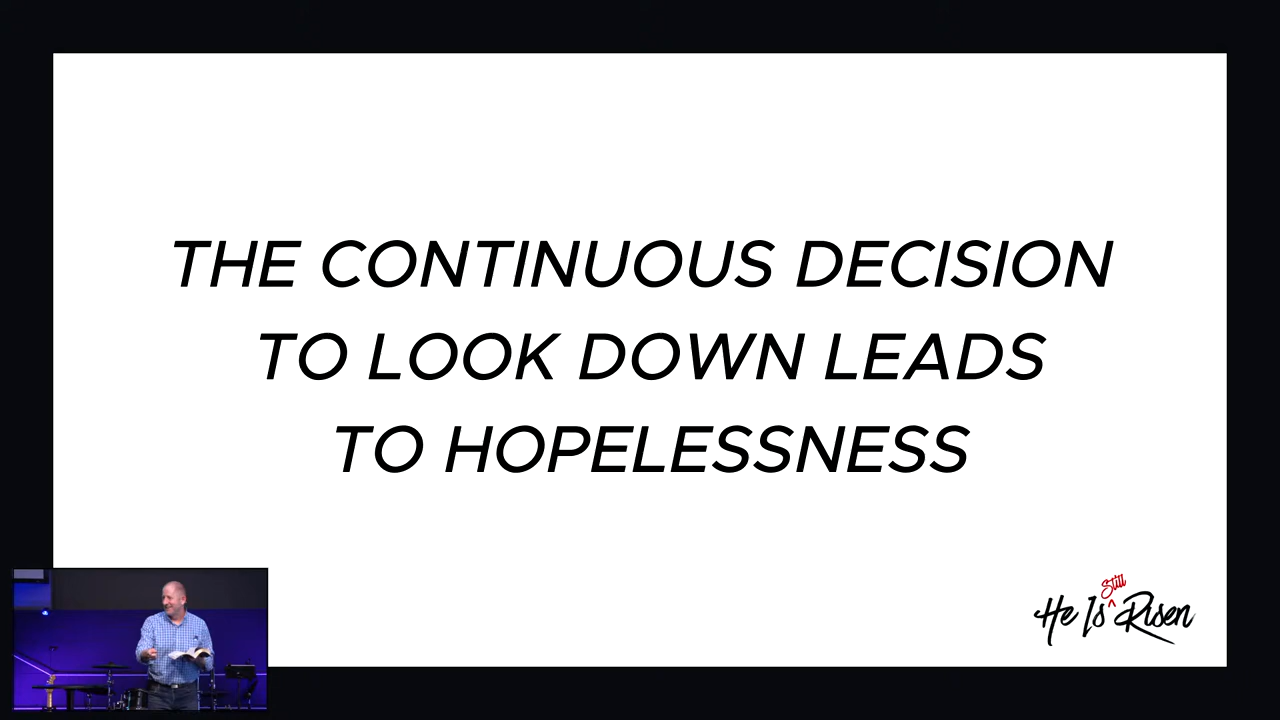 THE CONTINUOUS DECISION
TO LOOK DOWN LEADS
TO HOPELESSNESS
Still
He Is ^ Risen